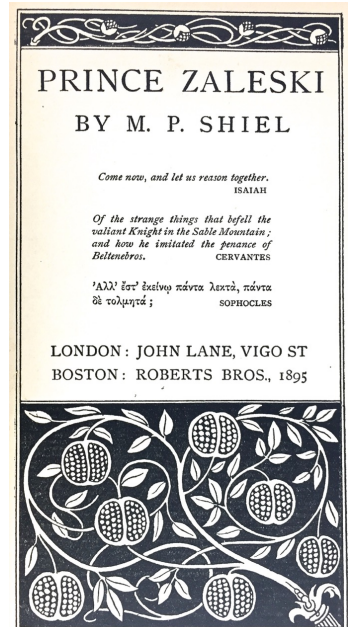 PRINCE ZALESKI
BY M. P. SHIEL
Come now, and let us reason together.
ISAIAH
Of the strange things that befell the
valiant Knight in the Sable Mountain;
and how he imitated the penance of
Beltenebros. CERVANTES
'Αλλ' ἔστ' ἐκείνῳ πάντα λεκτὰ, πάντα
δὲ τολμητά; SOPHOCLES
LONDON: JOHN LANE, VIGO ST
BOSTON: ROBERTS BROS., 1895